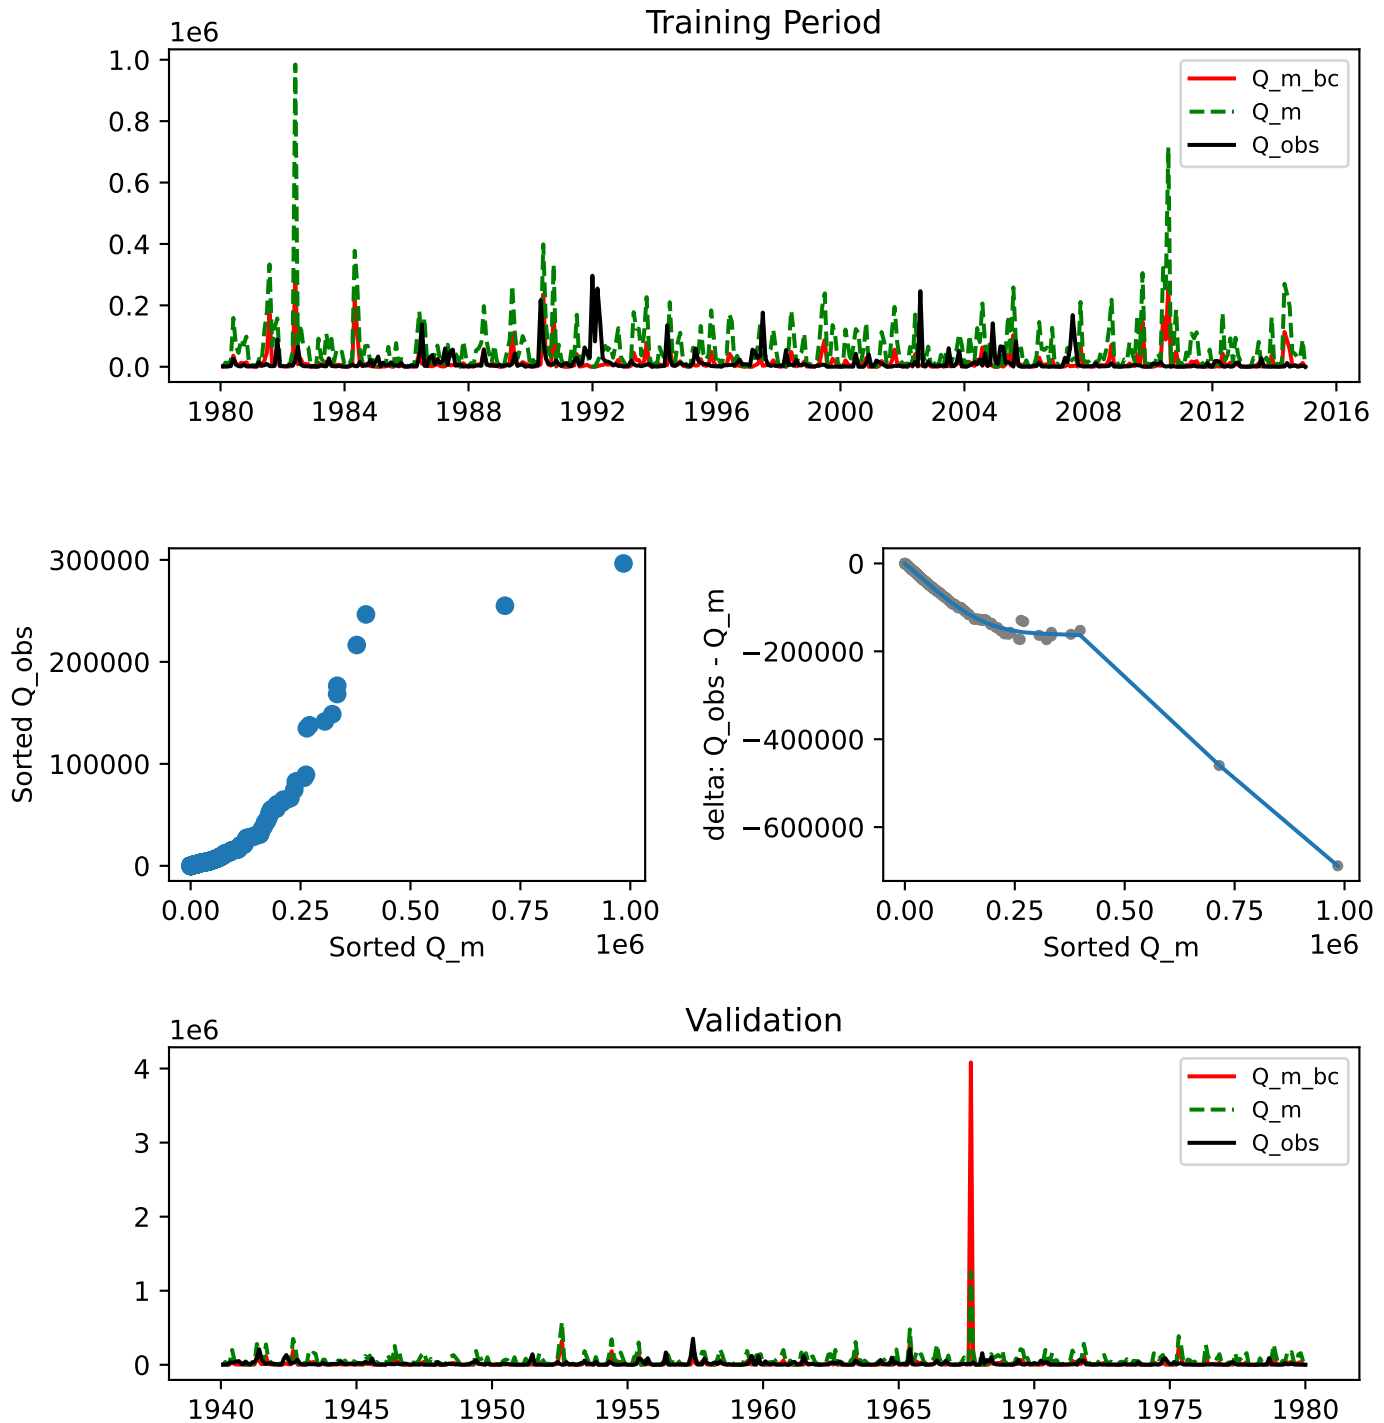 Training Period
1e6
1.0
0.8
0.6
0.4
0.2
0.0
Q_m_bc
Q_m
Q_obs
1980 1984 1988 1992 1996 2000 2004 2008 2012 2016
Sorted Q_obs
300000
200000
100000
0
0.00 0.25 0.50 0.75 1.00
1e6
Sorted Q_m
delta: Q_obs - Q_m
0
−200000
−400000
−600000
0.00 0.25 0.50 0.75 1.00
1e6
Sorted Q_m
Validation
1e6
4
3
2
1
0
Q_m_bc
Q_m
Q_obs
1940 1945 1950 1955 1960 1965 1970 1975 1980